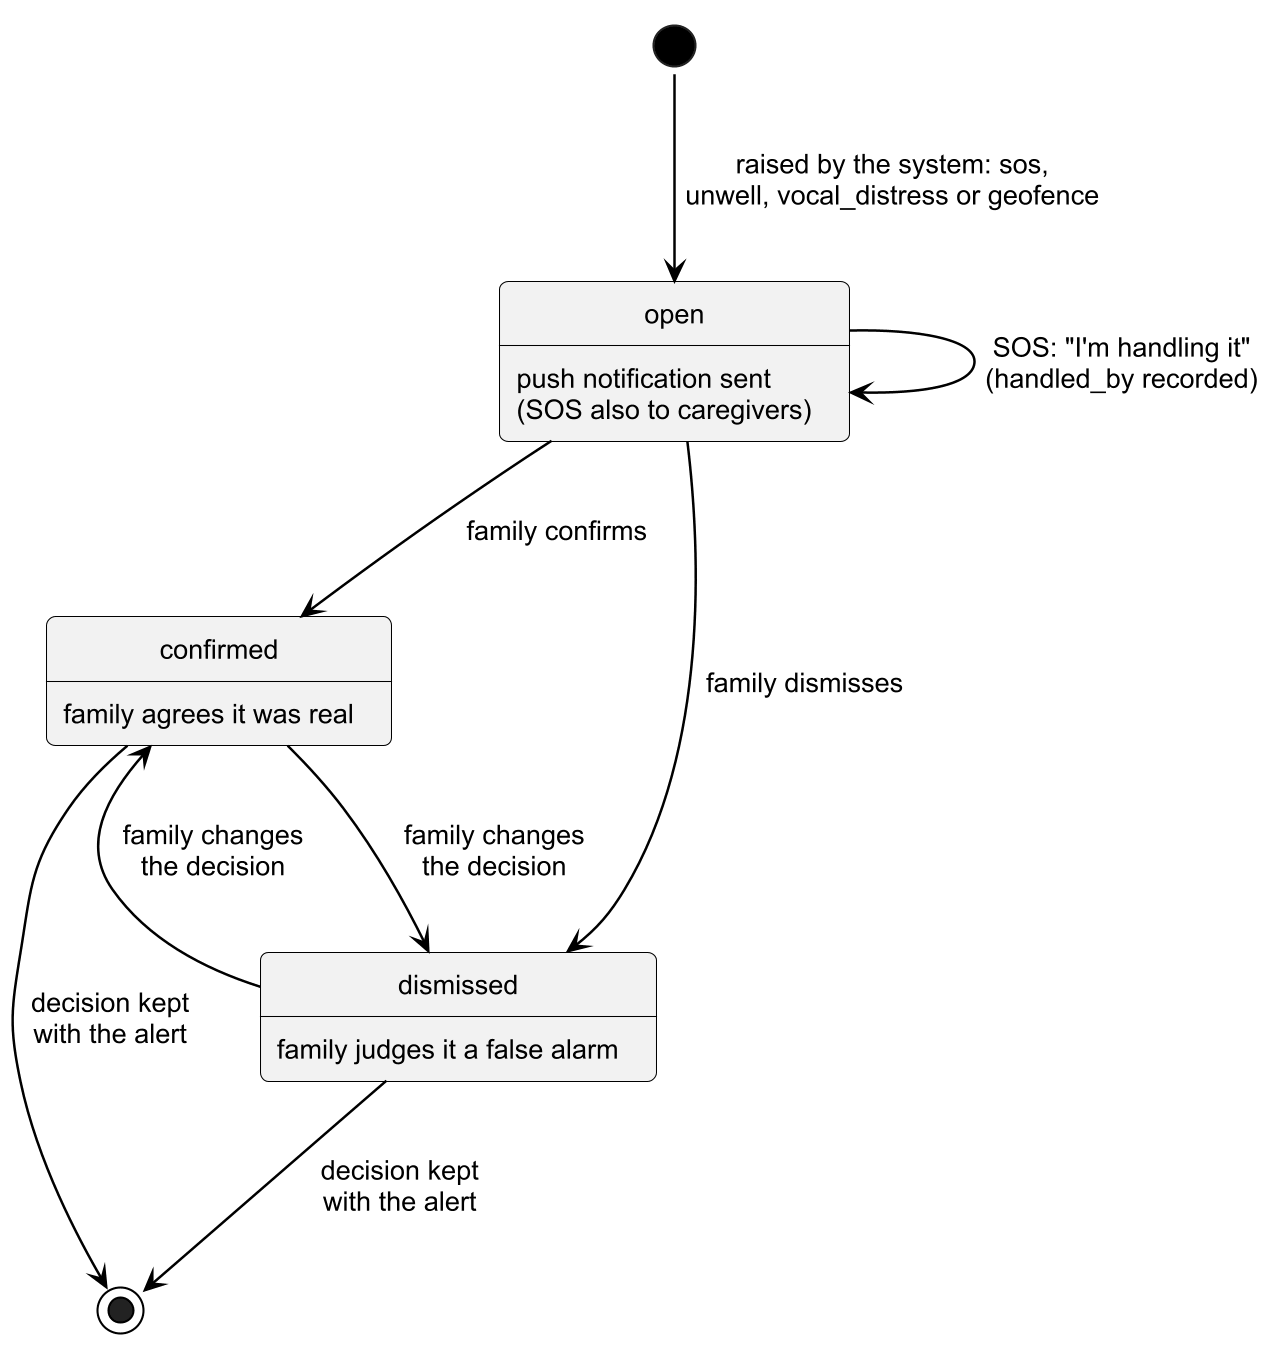 raised by the system: sos,
unwell, vocal_distress or geofence
open
push notification sent
(SOS also to caregivers)
SOS: "I'm handling it"
(handled_by recorded)
family confirms
confirmed
family agrees it was real
family dismisses
family changes
the decision
family changes
the decision
dismissed
family judges it a false alarm
decision kept
with the alert
decision kept
with the alert